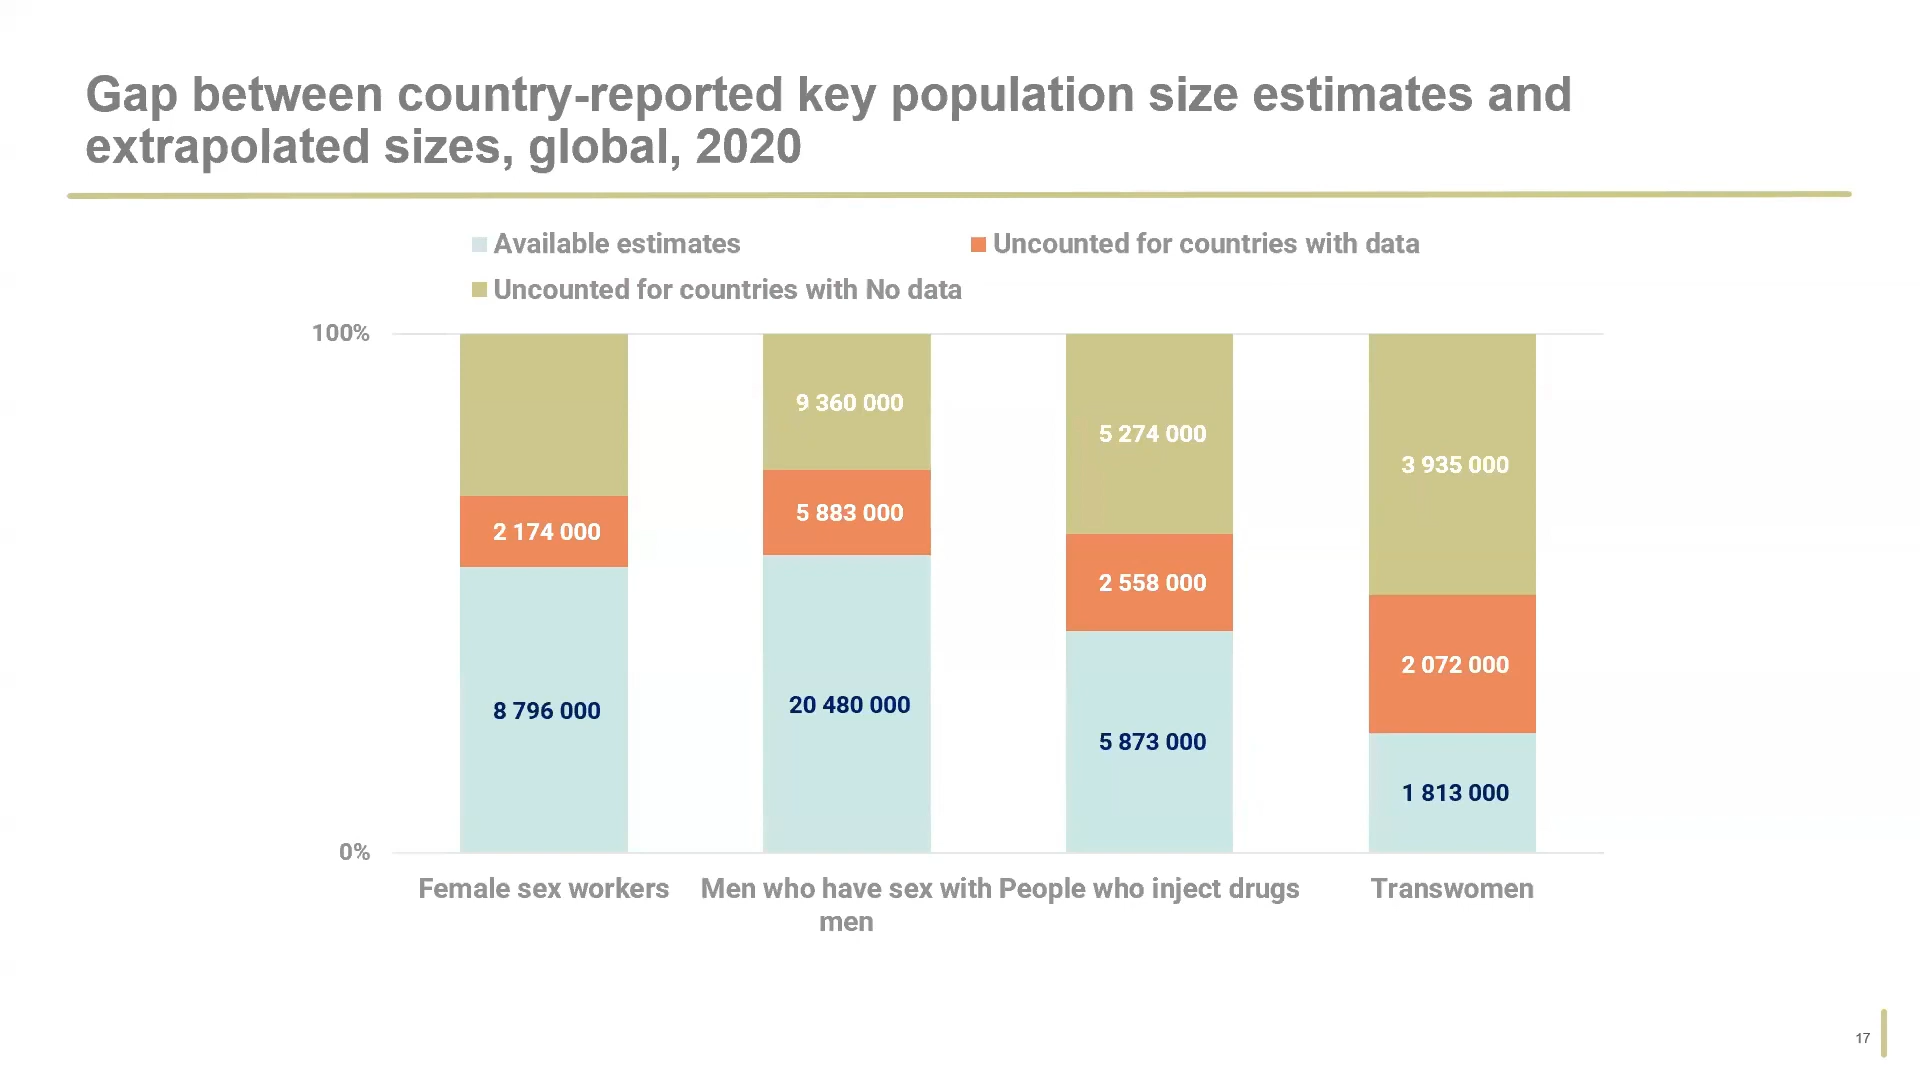 Gap between country-reported key population size estimates and
extrapolated sizes, global, 2020
Available estimates
Uncounted for countries with data
Uncounted for countries with No data
100%
9 360 000
5 274 000
3 935 000
2 174 000
5 883 000
2 558 000
2 072 000
8 796 000
20 480 000
5 873 000
1 813 000
0%
Female sex workers
Men who have sex with
men
People who inject drugs
Transwomen
17